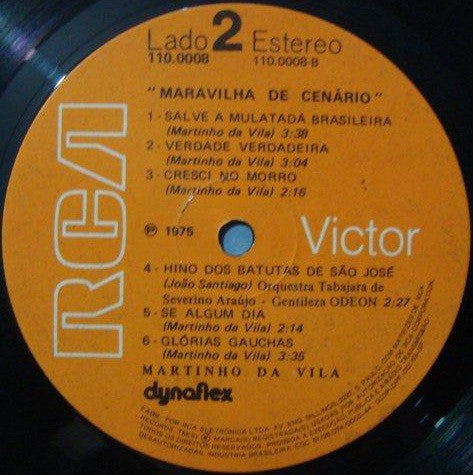 Lado 2 Estereo
110.0008 110.0008-B
"MARAVILHA DE CENÁRIO"
1 - SALVE A MULATADA BRASILEIRA
(Martinho da Vila) 3:38
2 - VERDADE VERDADEIRA
(Martinho da Vila) 3:04
3 - CRESCI NO MORRO
(Martinho da Vila) 2:16
RCA
℗ 1975
Victor
4 - HINO DOS BATUTAS DE SÃO JOSÉ
(João Santiago) Orquestra Tabajara de
Severino Araújo - Gentileza ODEON 2:27
5 - SE ALGUM DIA
(Martinho da Vila) 2:14
6 - GLÓRIAS GAUCHAS
(Martinho da Vila) 3:35
MARTINHO DA VILA
dynaflex